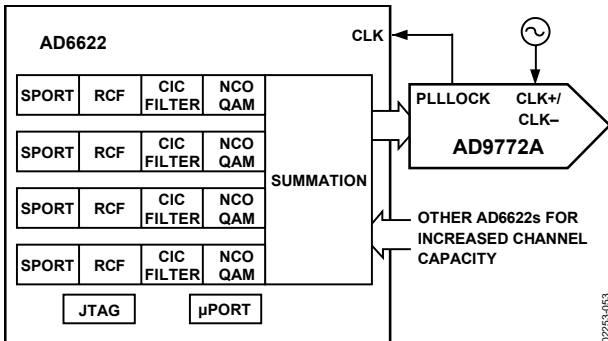 AD6622
CLK
SPORT RCF CIC FILTER NCO QAM
SPORT RCF CIC FILTER NCO QAM
SPORT RCF CIC FILTER NCO QAM
SPORT RCF CIC FILTER NCO QAM
SUMMATION
JTAG
µPORT
PLLLOCK
CLK+/
CLK–
AD9772A
OTHER AD6622s FOR
INCREASED CHANNEL
CAPACITY
02253-053